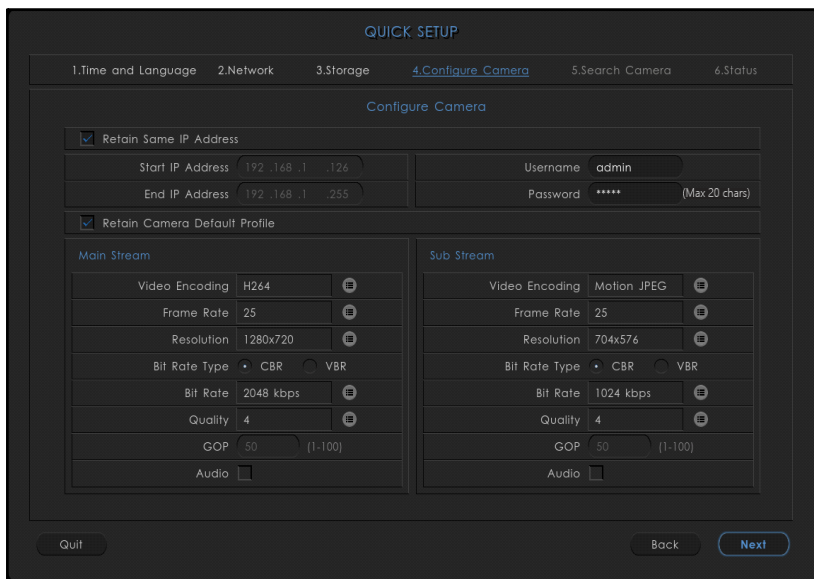 QUICK SETUP
1.Time and Language 2.Network 3.Storage 4.Configure Camera 5.Search Camera 6.Status
Configure Camera
Retain Same IP Address
Start IP Address 192 .168 .1 .126 Username admin
End IP Address 192 .168 .1 .255 Password ***** (Max 20 chars)
Retain Camera Default Profile
Main Stream Sub Stream
Video Encoding H264 Video Encoding Motion JPEG
Frame Rate 25 Frame Rate 25
Resolution 1280x720 Resolution 704x576
Bit Rate Type CBR VBR Bit Rate Type CBR VBR
Bit Rate 2048 kbps Bit Rate 1024 kbps
Quality 4 Quality 4
GOP 50 (1-100) GOP 50 (1-100)
Audio Audio
Quit Back Next